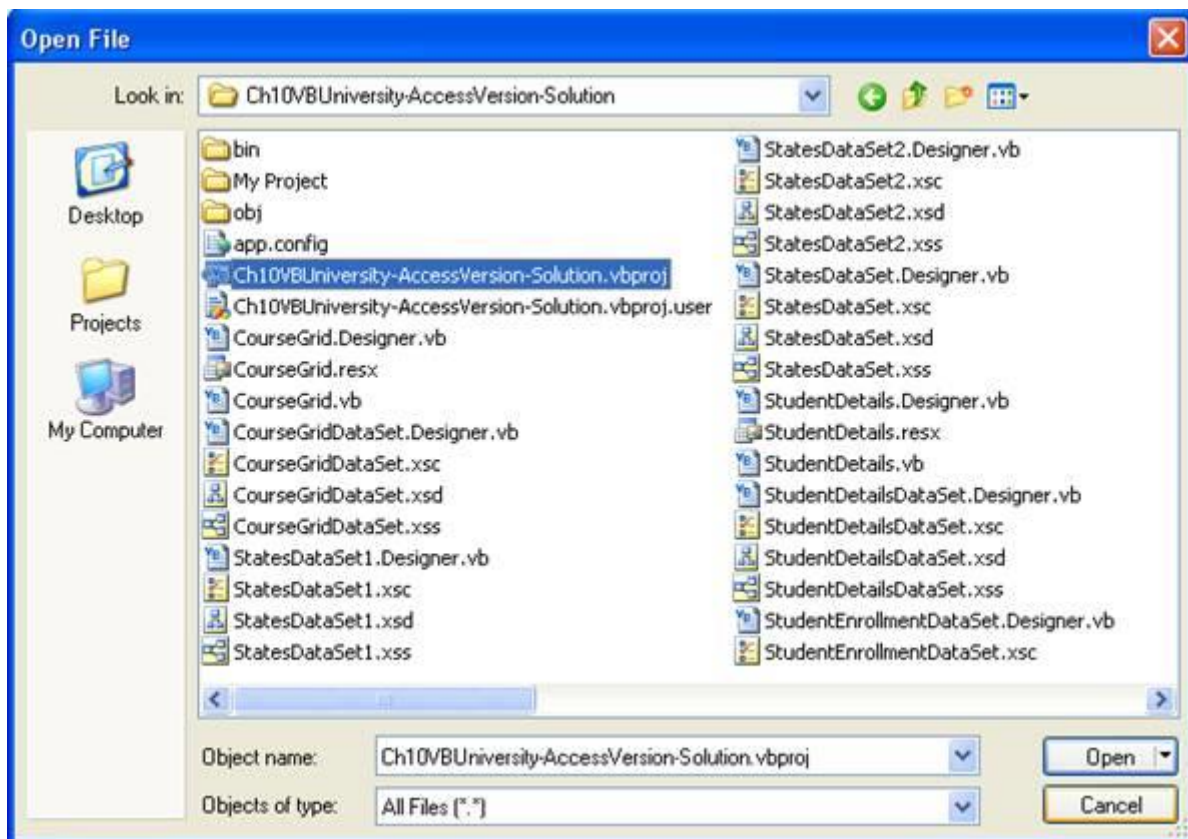 Open File
Look in: Ch10VBUniversity-AccessVersion-Solution
Desktop
Projects
My Computer
bin
My Project
obj
app.config
Ch10VBUniversity-AccessVersion-Solution.vbproj
Ch10VBUniversity-AccessVersion-Solution.vbproj.user
CourseGrid.Designer.vb
CourseGrid.resx
CourseGrid.vb
CourseGridDataSet.Designer.vb
CourseGridDataSet.xsc
CourseGridDataSet.xsd
CourseGridDataSet.xss
StatesDataSet1.Designer.vb
StatesDataSet1.xsc
StatesDataSet1.xsd
StatesDataSet1.xss
StatesDataSet2.Designer.vb
StatesDataSet2.xsc
StatesDataSet2.xsd
StatesDataSet2.xss
StatesDataSet.Designer.vb
StatesDataSet.xsc
StatesDataSet.xsd
StatesDataSet.xss
StudentDetails.Designer.vb
StudentDetails.resx
StudentDetails.vb
StudentDetailsDataSet.Designer.vb
StudentDetailsDataSet.xsc
StudentDetailsDataSet.xsd
StudentDetailsDataSet.xss
StudentEnrollmentDataSet.Designer.vb
StudentEnrollmentDataSet.xsc
Object name: Ch10VBUniversity-AccessVersion-Solution.vbproj Open
Objects of type: All Files (*.*) Cancel